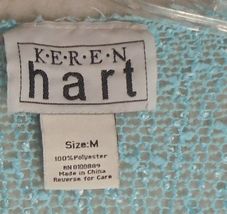 K·E·R·E·N
hart
Size:M
100% Polyester
RN 0100889
Made in China
Reverse for Care